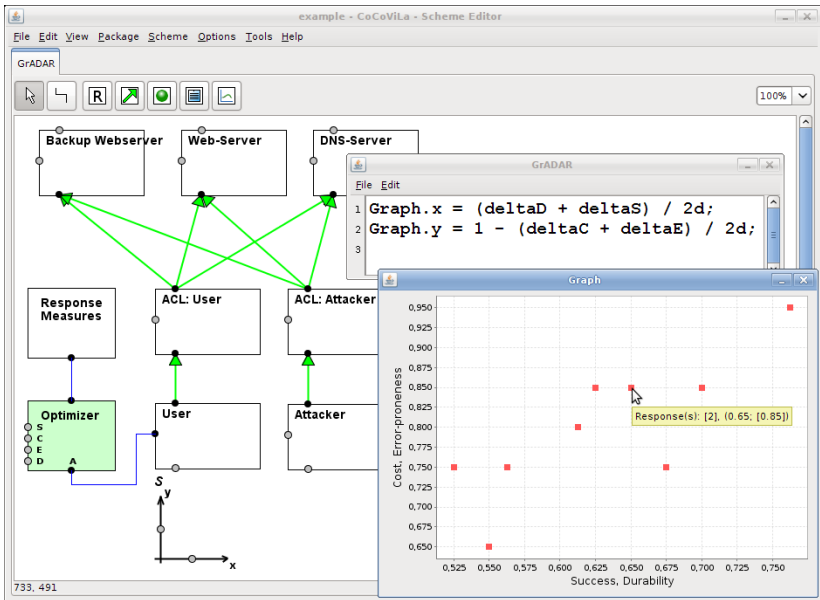 example - CoCoViLa - Scheme Editor
File Edit View Package Scheme Options Tools Help
GrADAR
R
100%
Backup Webserver
Web-Server
DNS-Server
GrADAR
File Edit
1 Graph.x = (deltaD + deltaS) / 2d;
2 Graph.y = 1 - (deltaC + deltaE) / 2d;
3
Response
Measures
ACL: User
ACL: Attacker
Optimizer
S
C
E
D A
User
Attacker
S
y
x
Graph
Cost, Error-proneness
0,950
0,925
0,900
0,875
0,850
0,825
0,800
0,775
0,750
0,725
0,700
0,675
0,650
Response(s): [2], (0.65; [0.85])
0,525 0,550 0,575 0,600 0,625 0,650 0,675 0,700 0,725 0,750
Success, Durability
733, 491